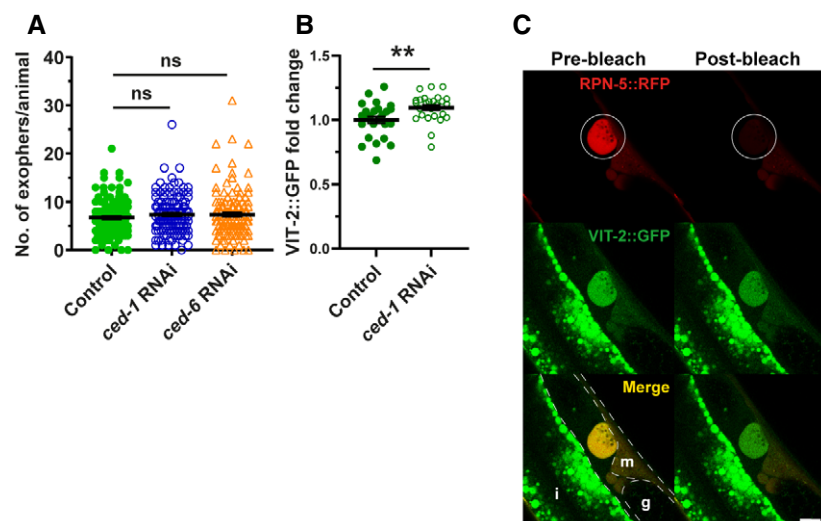 A
No. of exophers/animal
40
30
20
10
0
ns
ns
Control
ced-1 RNAi
ced-6 RNAi
B
VIT-2::GFP fold change
1.5
1.0
0.5
0.0
**
Control
ced-1 RNAi
C
Pre-bleach Post-bleach
RPN-5::RFP
VIT-2::GFP
Merge
m
i
g